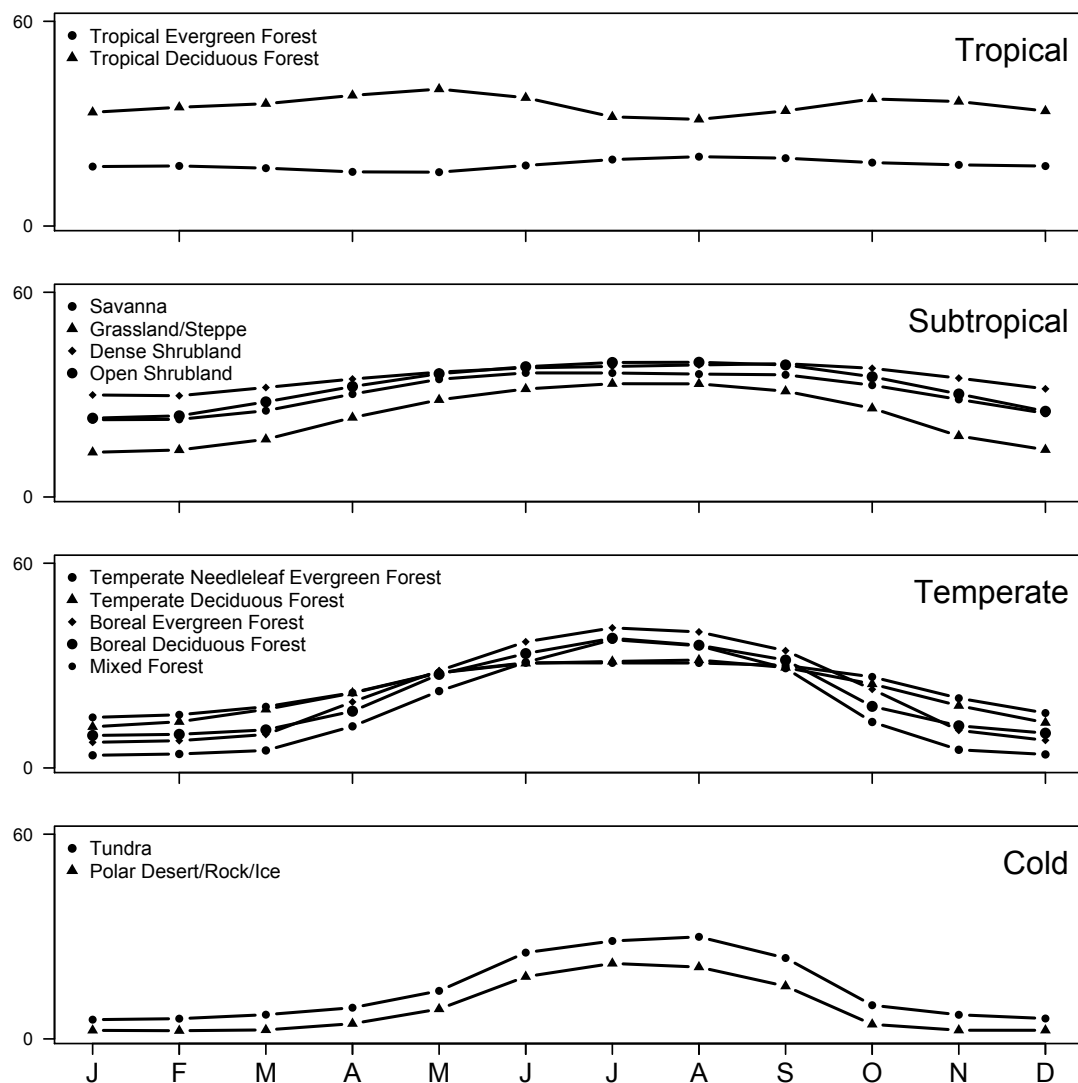 60
Tropical Evergreen Forest
Tropical Deciduous Forest
Tropical
0
60
Savanna
Grassland/Steppe
Dense Shrubland
Open Shrubland
Subtropical
0
60
Temperate Needleleaf Evergreen Forest
Temperate Deciduous Forest
Boreal Evergreen Forest
Boreal Deciduous Forest
Mixed Forest
Temperate
0
60
Tundra
Polar Desert/Rock/Ice
Cold
0
J F M A M J J A S O N D